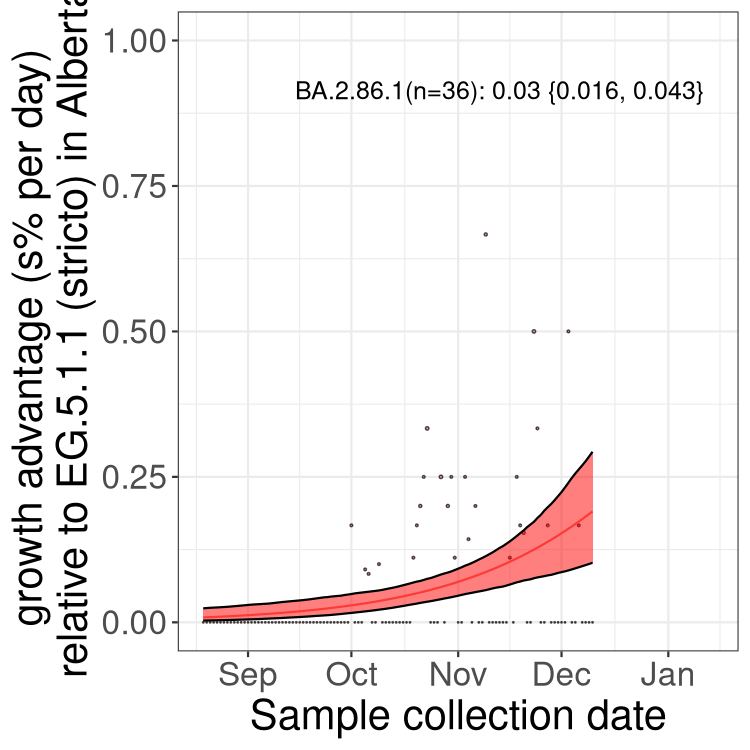 growth advantage (s% per day)
relative to EG.5.1.1 (stricto) in Alberta
1.00
0.75
0.50
0.25
0.00
BA.2.86.1(n=36): 0.03 {0.016, 0.043}
Sep Oct Nov Dec Jan
Sample collection date